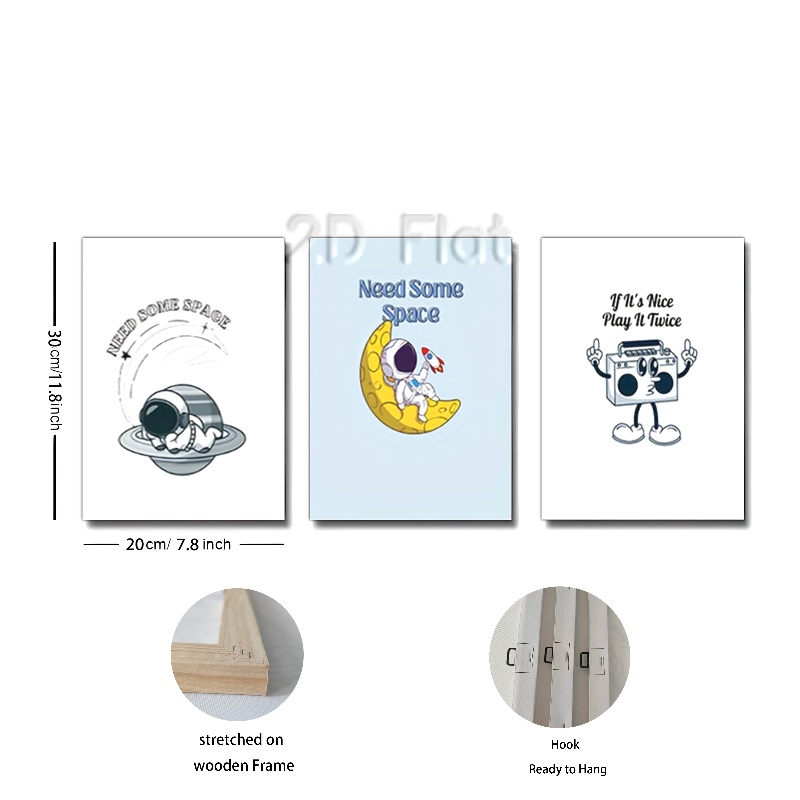 2D Flat
NEED SOME SPACE
Need Some
Space
If It's Nice
Play It Twice
30cm/11.8inch
20cm/ 7.8 inch
stretched on
wooden Frame
Hook
Ready to Hang